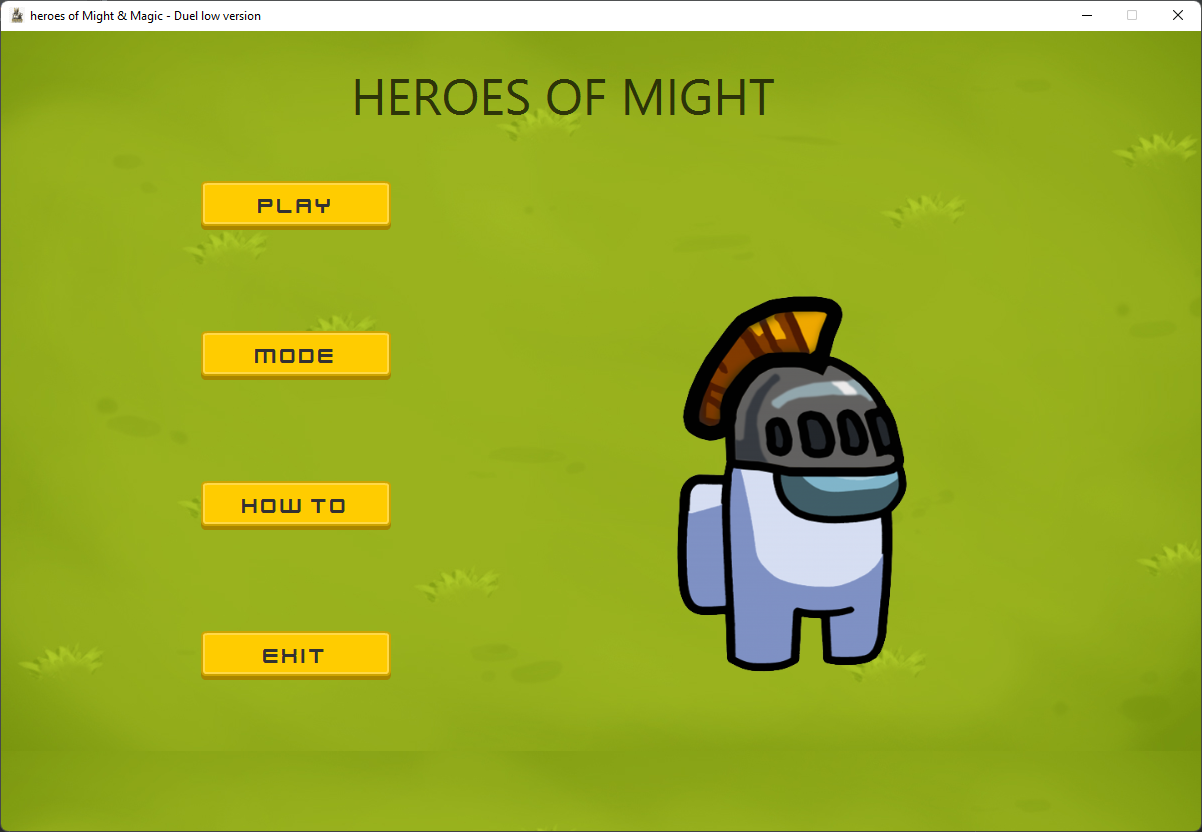 heroes of Might & Magic - Duel low version
HEROES OF MIGHT
PLAY
MODE
HOW TO
EXIT